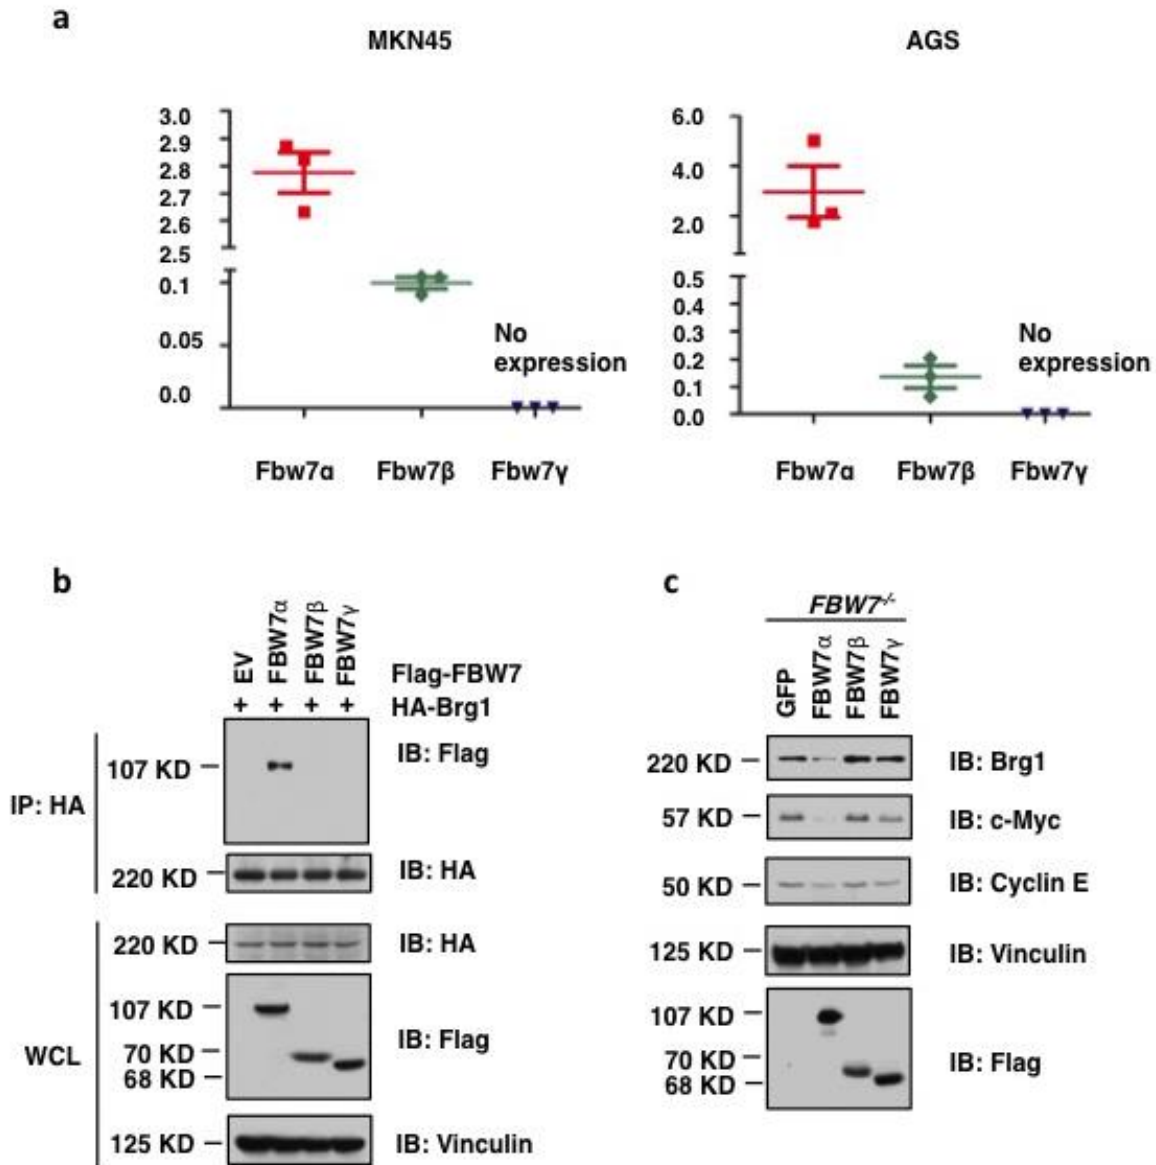 a
MKN45
AGS
3.0
2.9
2.8
2.7
2.6
2.5
0.1
0.05
0.0
No
expression
Fbw7α Fbw7β Fbw7γ
6.0
4.0
2.0
0.5
0.4
0.3
0.2
0.1
0.0
No
expression
Fbw7α Fbw7β Fbw7γ
b
EV
FBW7α
FBW7β
FBW7γ
Flag-FBW7
+ + + + HA-Brg1
IP: HA
107 KD
IB: Flag
220 KD
IB: HA
WCL
220 KD
IB: HA
107 KD
70 KD
68 KD
IB: Flag
125 KD
IB: Vinculin
c
FBW7-/-
GFP
FBW7α
FBW7β
FBW7γ
220 KD
IB: Brg1
57 KD
IB: c-Myc
50 KD
IB: Cyclin E
125 KD
IB: Vinculin
107 KD
70 KD
68 KD
IB: Flag